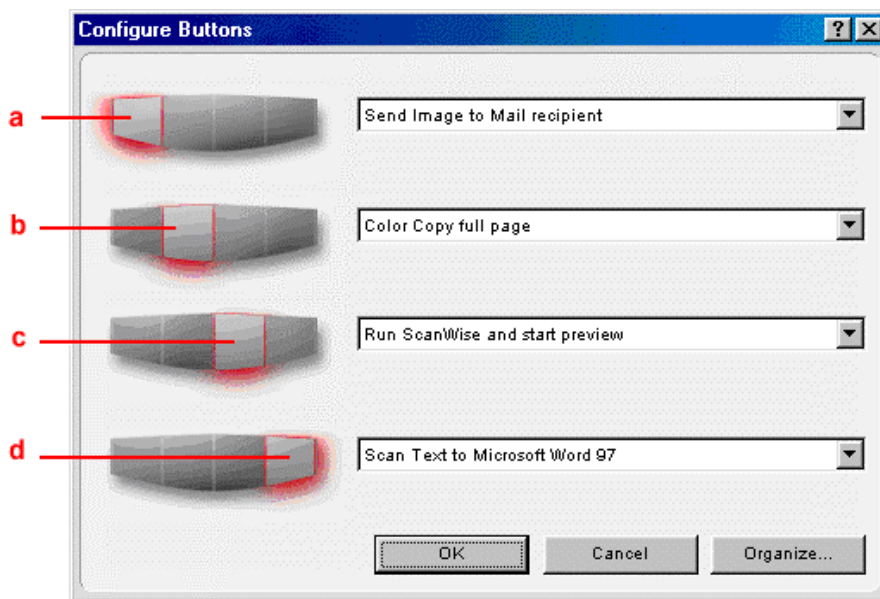 Configure Buttons
a
Send Image to Mail recipient
b
Color Copy full page
c
Run ScanWise and start preview
d
Scan Text to Microsoft Word 97
OK Cancel Organize...